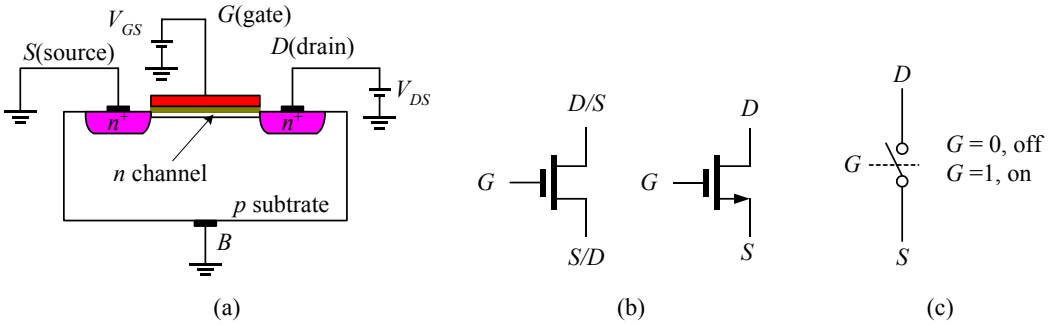 V_GS
G(gate)
S(source)
D(drain)
V_DS
n+
n+
n channel
p subtrate
B
(a)
D/S
G
S/D
D
G
S
(b)
D
G
G = 0, off
G =1, on
S
(c)